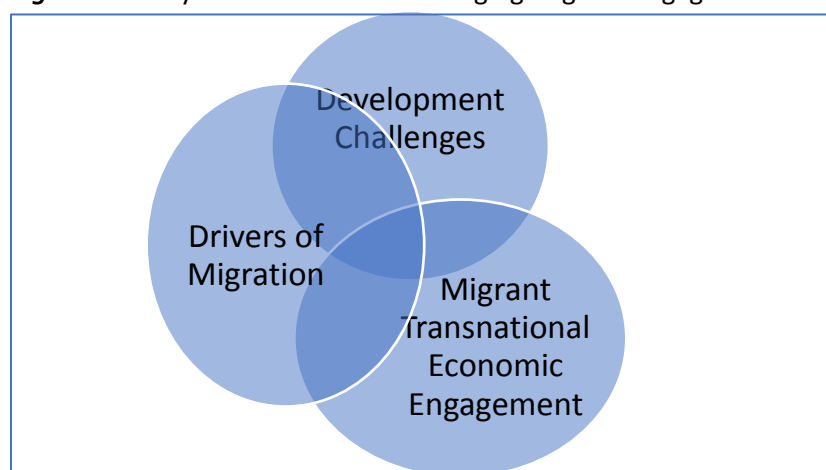 Development
Challenges
Drivers of
Migration
Migrant
Transnational
Economic
Engagement